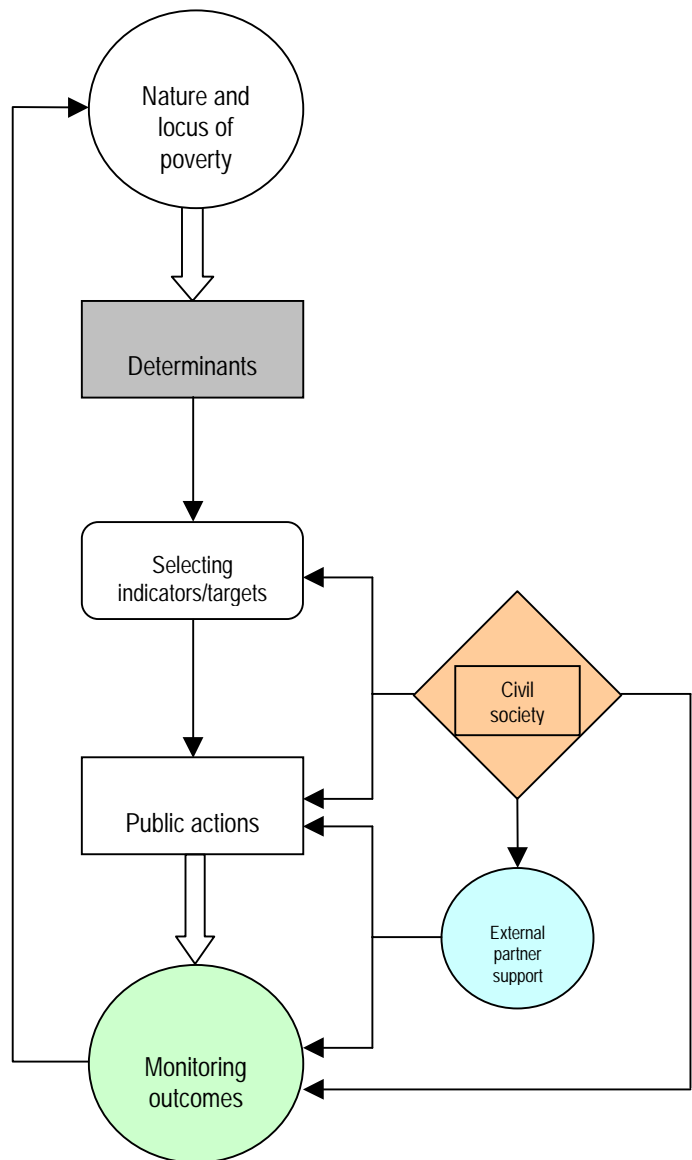 Nature and
locus of
poverty
Determinants
Selecting
indicators/targets
Civil
society
Public actions
External
partner
support
Monitoring
outcomes